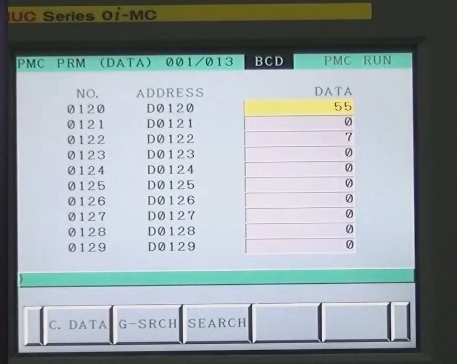 UC Series Oi-MC
PMC PRM (DATA) 001/013 BCD PMC RUN
NO. ADDRESS DATA
0120 D0120 55
0121 D0121 0
0122 D0122 7
0123 D0123 0
0124 D0124 0
0125 D0125 0
0126 D0126 0
0127 D0127 0
0128 D0128 0
0129 D0129 0
)
C. DATA G-SRCH SEARCH